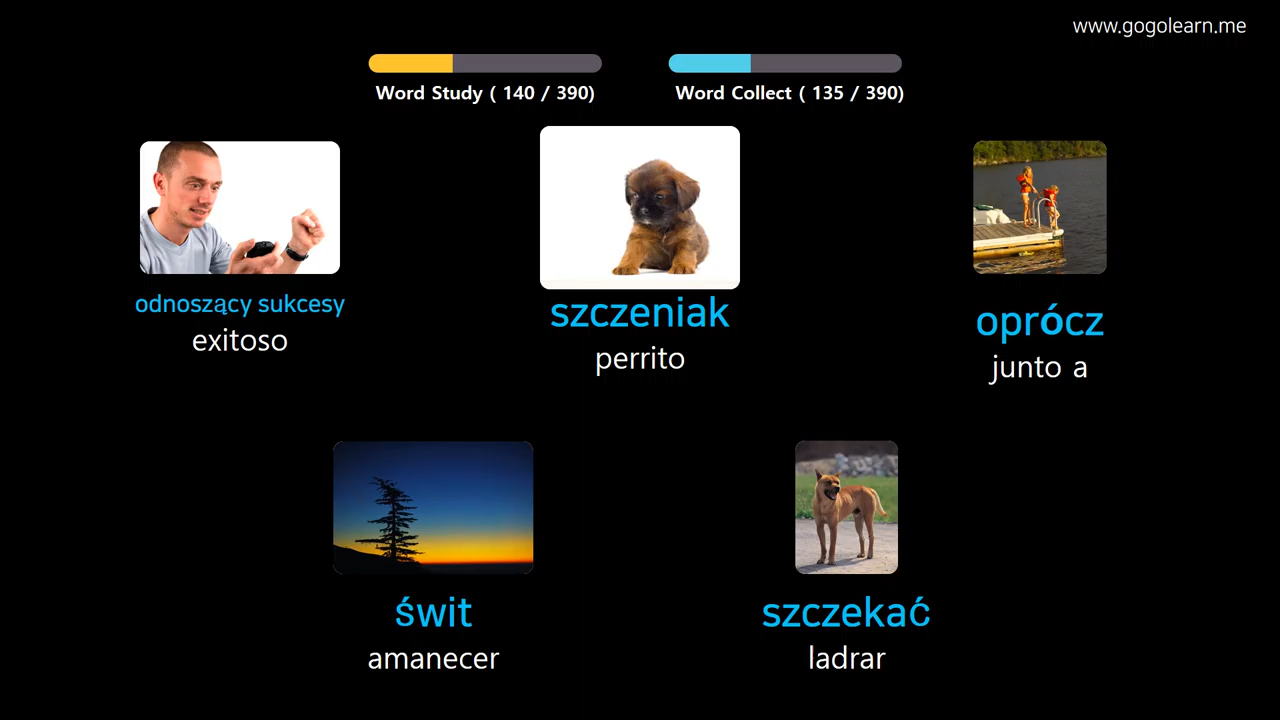 www.gogolearn.me
Word Study ( 140 / 390)
Word Collect ( 135 / 390)
odnoszący sukcesy
exitoso
szczeniak
perrito
oprócz
junto a
świt
amanecer
szczekać
ladrar